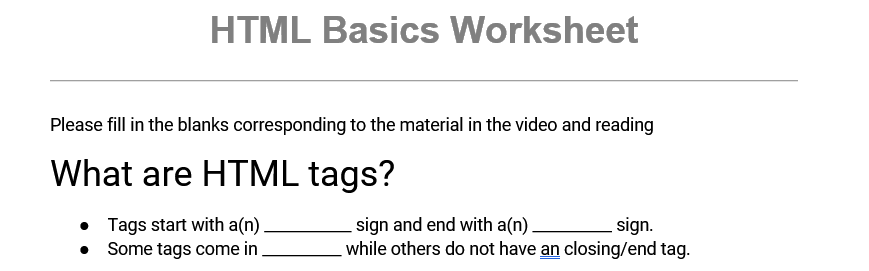 HTML Basics Worksheet
Please fill in the blanks corresponding to the material in the video and reading
What are HTML tags?
● Tags start with a(n) _________ sign and end with a(n) _________ sign.
● Some tags come in _________ while others do not have an closing/end tag.